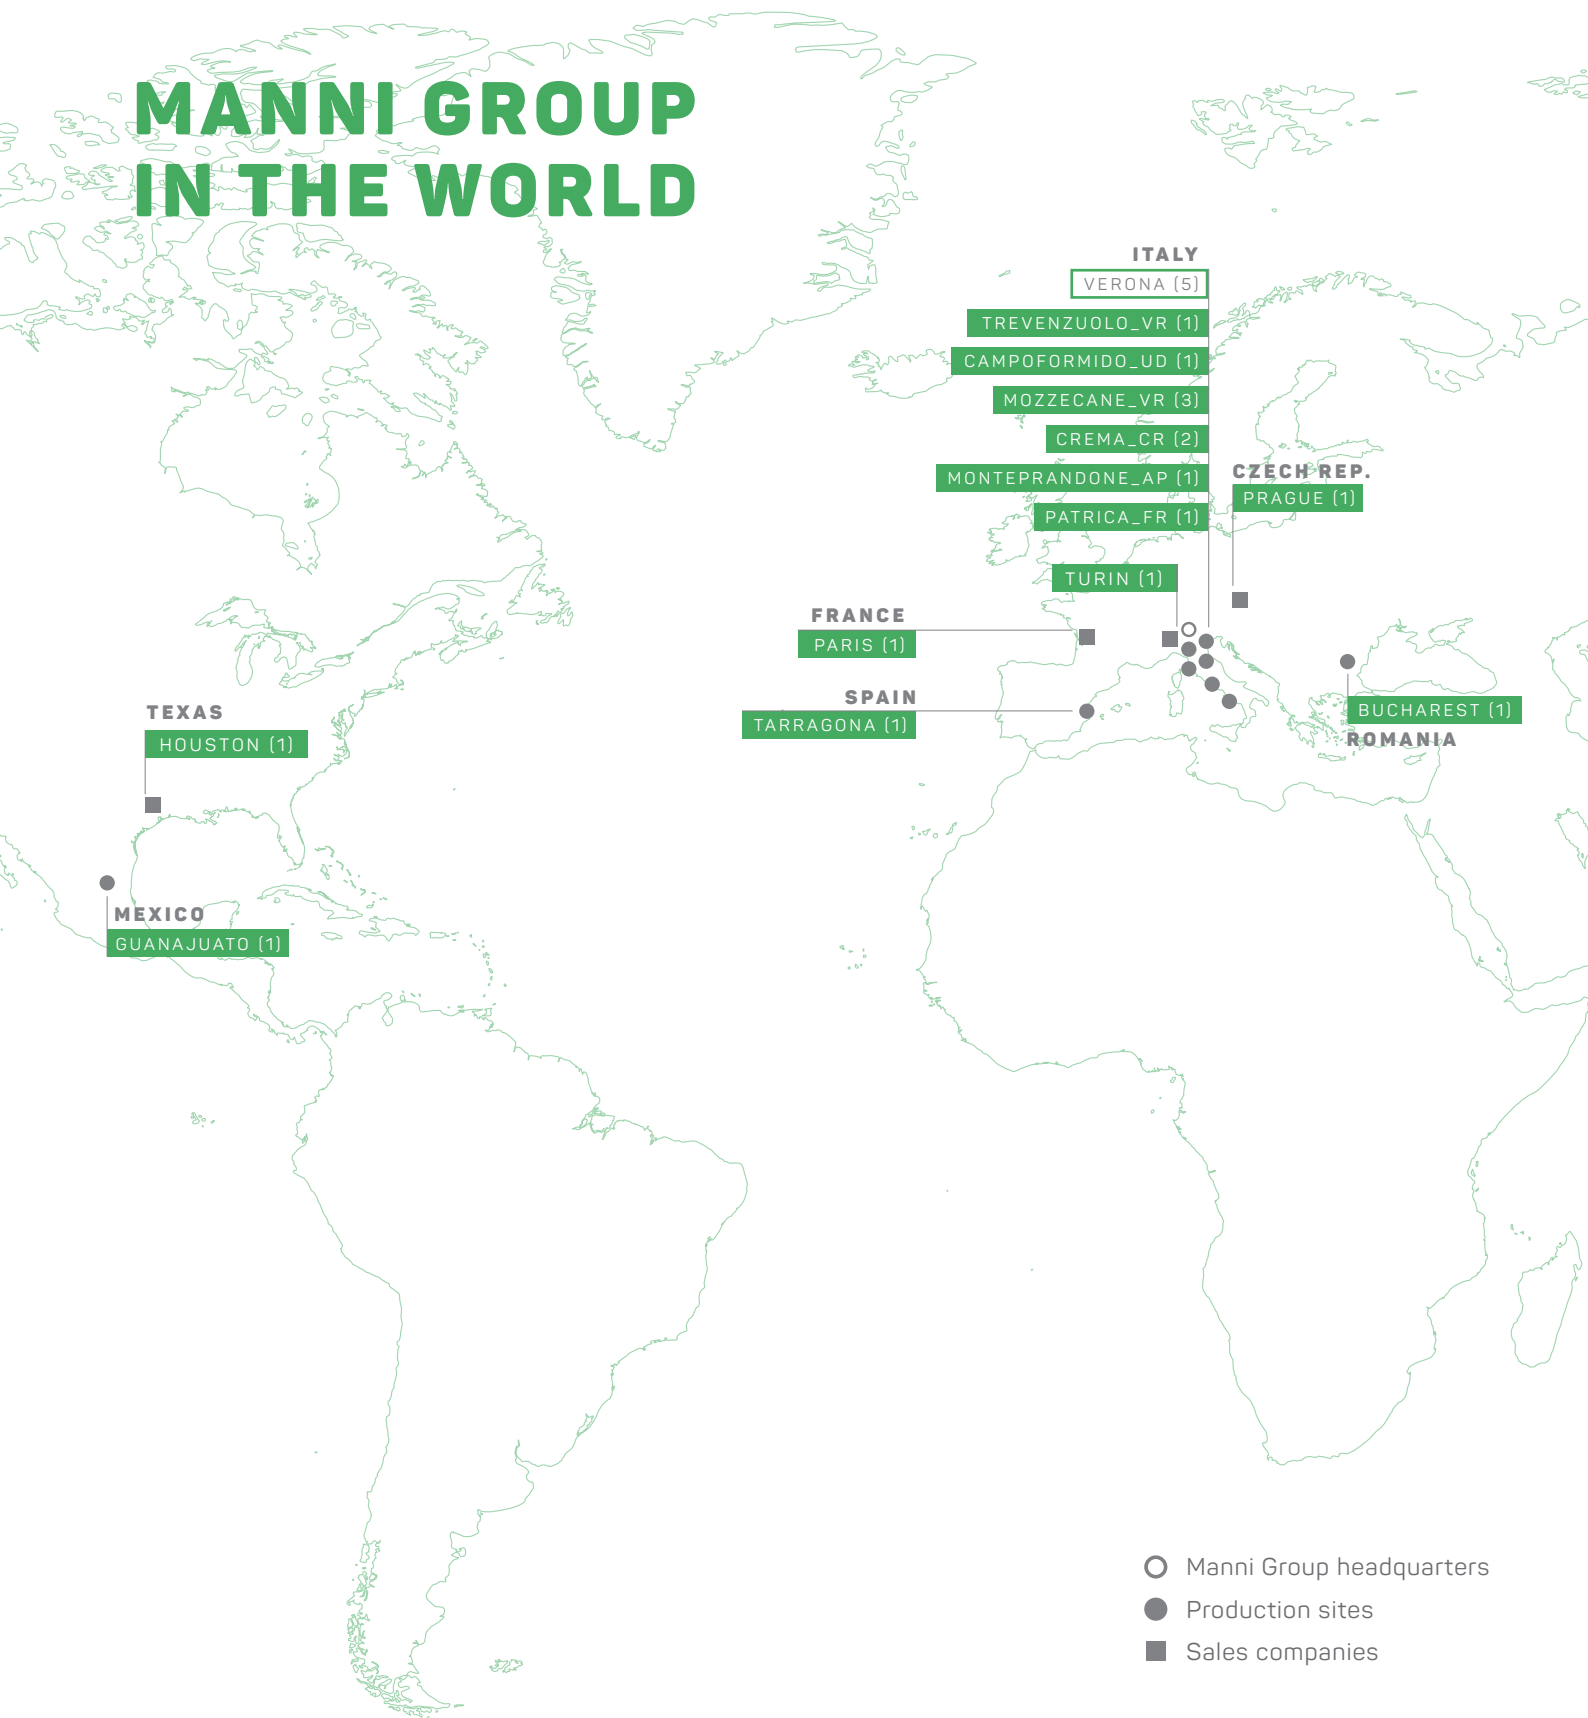 MANNI GROUP
IN THE WORLD
ITALY
VERONA (5)
TREVENZUOLO_VR (1)
CAMPOFORMIDO_UD (1)
MOZZECANE_VR (3)
CREMA_CR (2)
MONTEPRANDONE_AP (1)
PATRICA_FR (1)
CZECH REP.
PRAGUE (1)
TURIN (1)
FRANCE
PARIS (1)
SPAIN
TARRAGONA (1)
BUCHAREST (1)
ROMANIA
TEXAS
HOUSTON (1)
MEXICO
GUANAJUATO (1)
Manni Group headquarters
Production sites
Sales companies